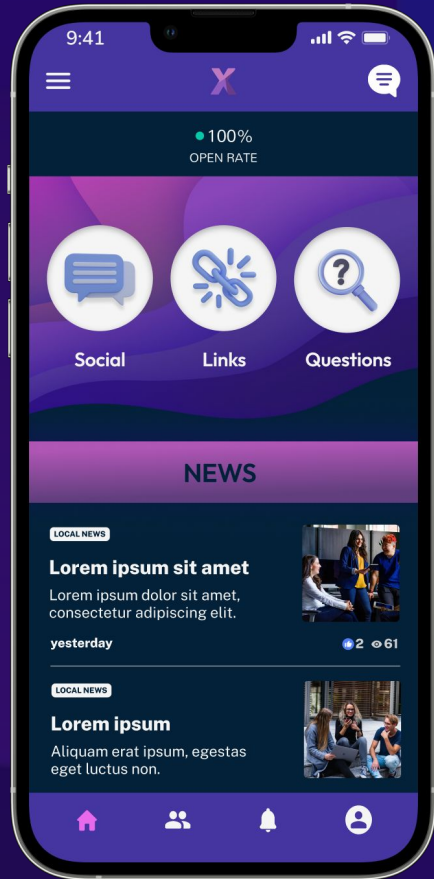 9:41
X
100%
OPEN RATE
?
Social Links Questions
NEWS
LOCAL NEWS
Lorem ipsum sit amet
Lorem ipsum dolor sit amet,
consectetur adipiscing elit.
yesterday 2 61
LOCAL NEWS
Lorem ipsum
Aliquam erat ipsum, egestas
eget luctus non.